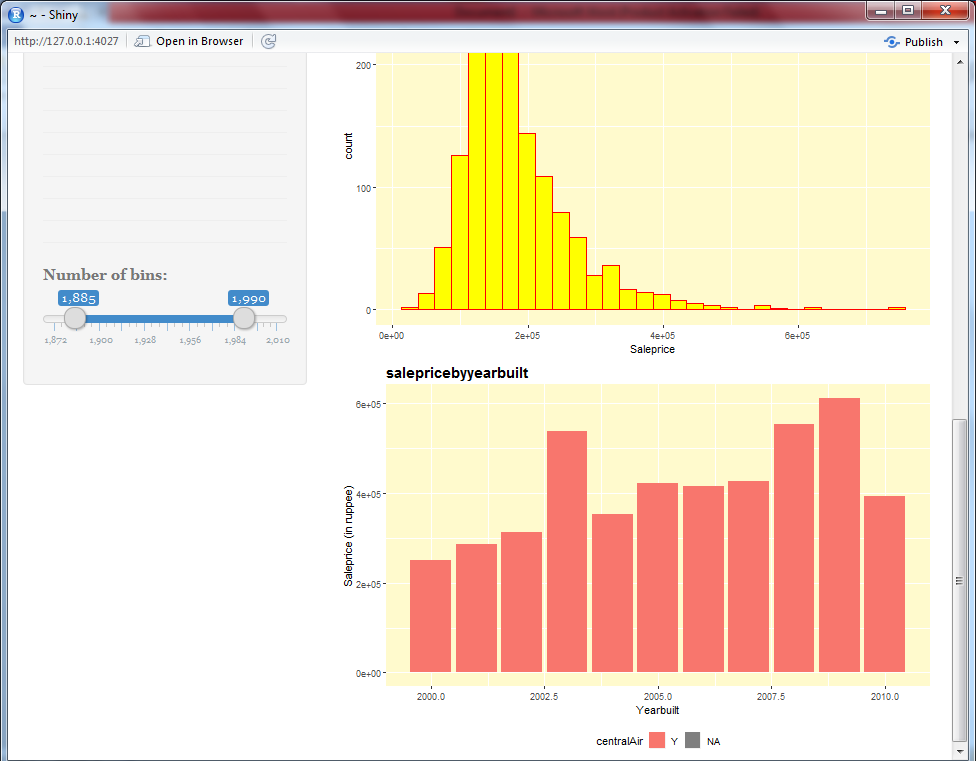 ~ - Shiny
http://127.0.0.1:4027 Open in Browser Publish
Number of bins:
1,885 1,990
1,872 1,900 1,928 1,956 1,984 2,010
count
200
100
0
0e+00 2e+05 4e+05 6e+05
Saleprice
salepricebyyearbuilt
Saleprice (in ruppee)
6e+05
4e+05
2e+05
0e+00
2000.0 2002.5 2005.0 2007.5 2010.0
Yearbuilt
centralAir Y NA